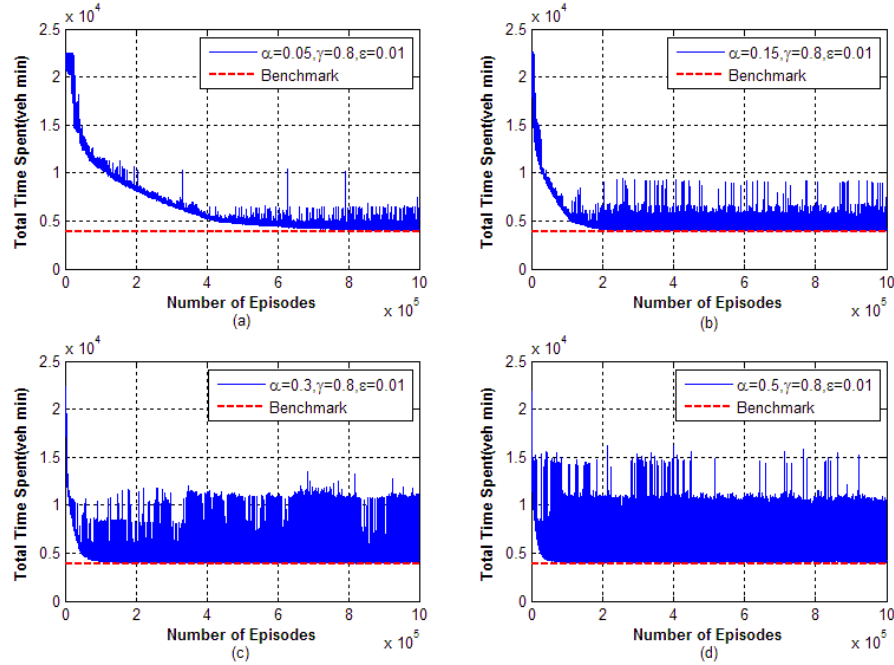 x 10^4
2.5
2
1.5
1
0.5
0
Total Time Spent(veh min)
α=0.05,γ=0.8,ε=0.01
Benchmark
0 2 4 6 8 10
Number of Episodes
x 10^5
(a)
x 10^4
2.5
2
1.5
1
0.5
0
Total Time Spent(veh min)
α=0.15,γ=0.8,ε=0.01
Benchmark
0 2 4 6 8 10
Number of Episodes
x 10^5
(b)
x 10^4
2.5
2
1.5
1
0.5
0
Total Time Spent(veh min)
α=0.3,γ=0.8,ε=0.01
Benchmark
0 2 4 6 8 10
Number of Episodes
x 10^5
(c)
x 10^4
2.5
2
1.5
1
0.5
0
Total Time Spent(veh min)
α=0.5,γ=0.8,ε=0.01
Benchmark
0 2 4 6 8 10
Number of Episodes
x 10^5
(d)